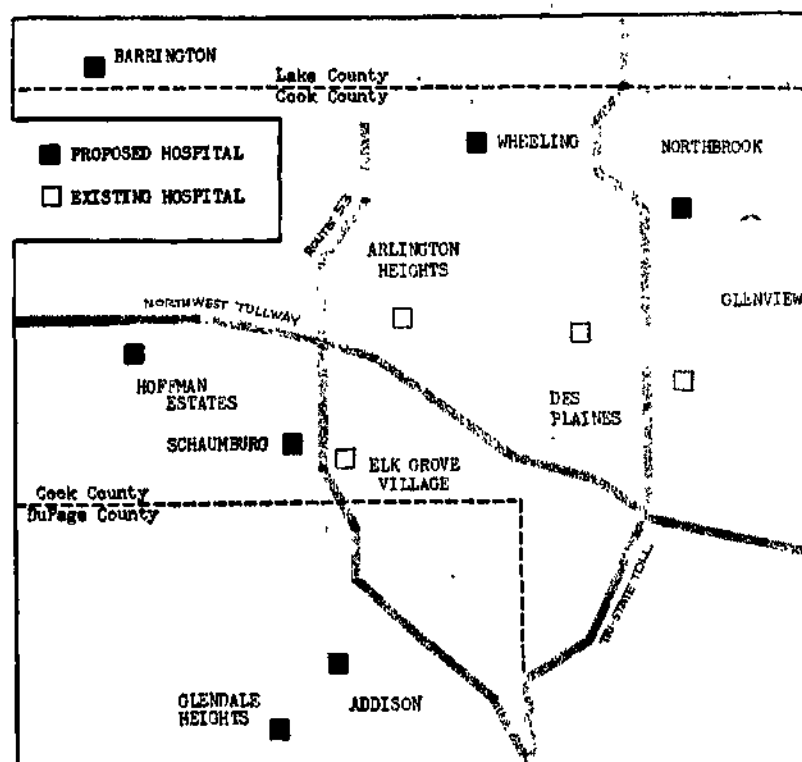 BARRINGTON
Lake County
Cook County
PROPOSED HOSPITAL
EXISTING HOSPITAL
WHEELING
NORTHBROOK
ROUTE 53
ARLINGTON
HEIGHTS
GLENVIEW
NORTHWEST TOLLWAY
HOFFMAN
ESTATES
DES
PLAINES
SCHAUMBURG
ELK GROVE
VILLAGE
Cook County
DuPage County
TRI-STATE TOLL.
ADDISON
GLENDALE
HEIGHTS